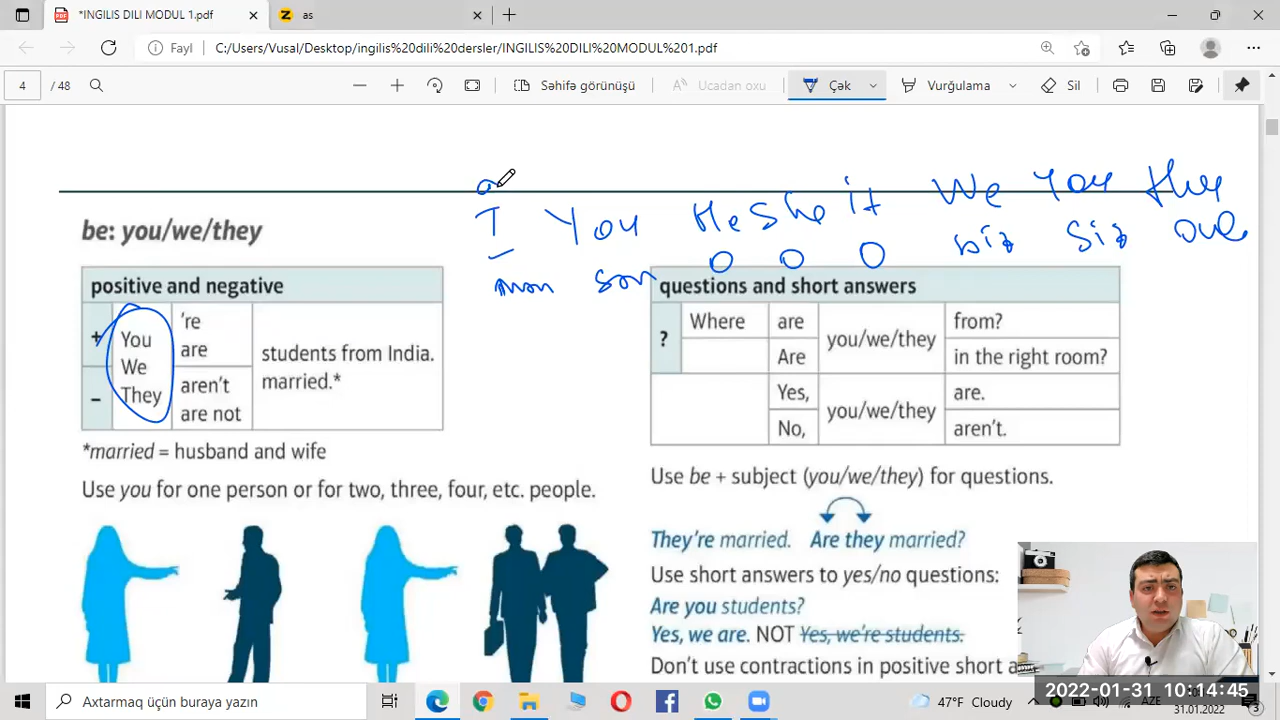 *INGILIS DILI MODUL 1.pdf
as
Fayl C:/Users/Vusal/Desktop/ingilis%20dili%20dersler/INGILIS%20DILI%20MODUL%201.pdf
4 / 48 Səhifə görünüşü Ucadan oxu Çək Vurğulama Sil
I You He She it We You they
mən sən O O O biz siz
be: you/we/they
positive and negative
+ You 're
We are students from India.
They aren't married.*
– are not
*married = husband and wife
Use you for one person or for two, three, four, etc. people.
questions and short answers
? Where are you/we/they from?
Are in the right room?
Yes, you/we/they are.
No, aren't.
Use be + subject (you/we/they) for questions.
They're married. Are they married?
Use short answers to yes/no questions:
Are you students?
Yes, we are. NOT Yes, we're students.
Don't use contractions in positive short a
2022-01-31 10:14:45
Axtarmaq üçün buraya yazın
47°F Cloudy AZE 31.01.2022 3